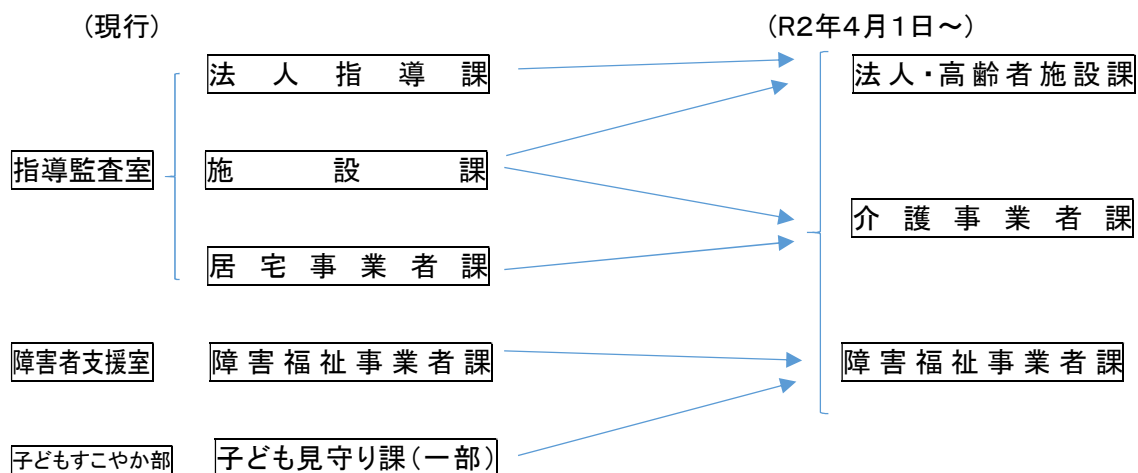 （現行）
（R2年4月1日～）
法人指導課
法人・高齢者施設課
指導監査室
施設課
介護事業者課
居宅事業者課
障害者支援室
障害福祉事業者課
障害福祉事業者課
子どもすこやか部
子ども見守り課（一部）